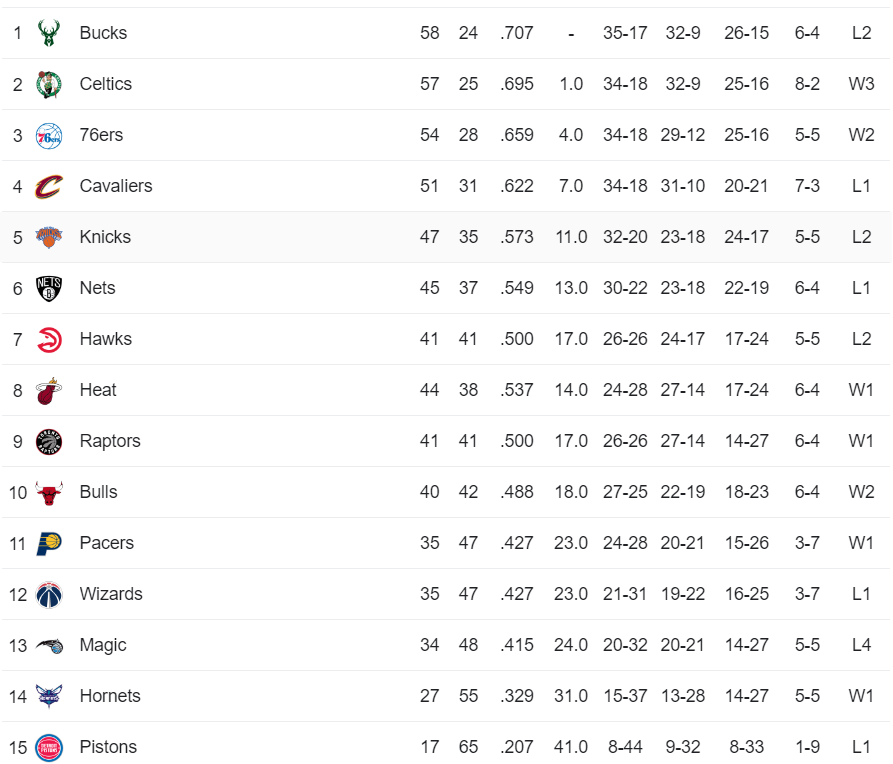 1 Bucks 58 24 .707 - 35-17 32-9 26-15 6-4 L2
2 Celtics 57 25 .695 1.0 34-18 32-9 25-16 8-2 W3
3 76ers 54 28 .659 4.0 34-18 29-12 25-16 5-5 W2
4 Cavaliers 51 31 .622 7.0 34-18 31-10 20-21 7-3 L1
5 Knicks 47 35 .573 11.0 32-20 23-18 24-17 5-5 L2
6 NETS B Nets 45 37 .549 13.0 30-22 23-18 22-19 6-4 L1
7 Hawks 41 41 .500 17.0 26-26 24-17 17-24 5-5 L2
8 Heat 44 38 .537 14.0 24-28 27-14 17-24 6-4 W1
9 Raptors 41 41 .500 17.0 26-26 27-14 14-27 6-4 W1
10 Bulls 40 42 .488 18.0 27-25 22-19 18-23 6-4 W2
11 Pacers 35 47 .427 23.0 24-28 20-21 15-26 3-7 W1
12 Wizards 35 47 .427 23.0 21-31 19-22 16-25 3-7 L1
13 Magic 34 48 .415 24.0 20-32 20-21 14-27 5-5 L4
14 Hornets 27 55 .329 31.0 15-37 13-28 14-27 5-5 W1
15 Pistons 17 65 .207 41.0 8-44 9-32 8-33 1-9 L1